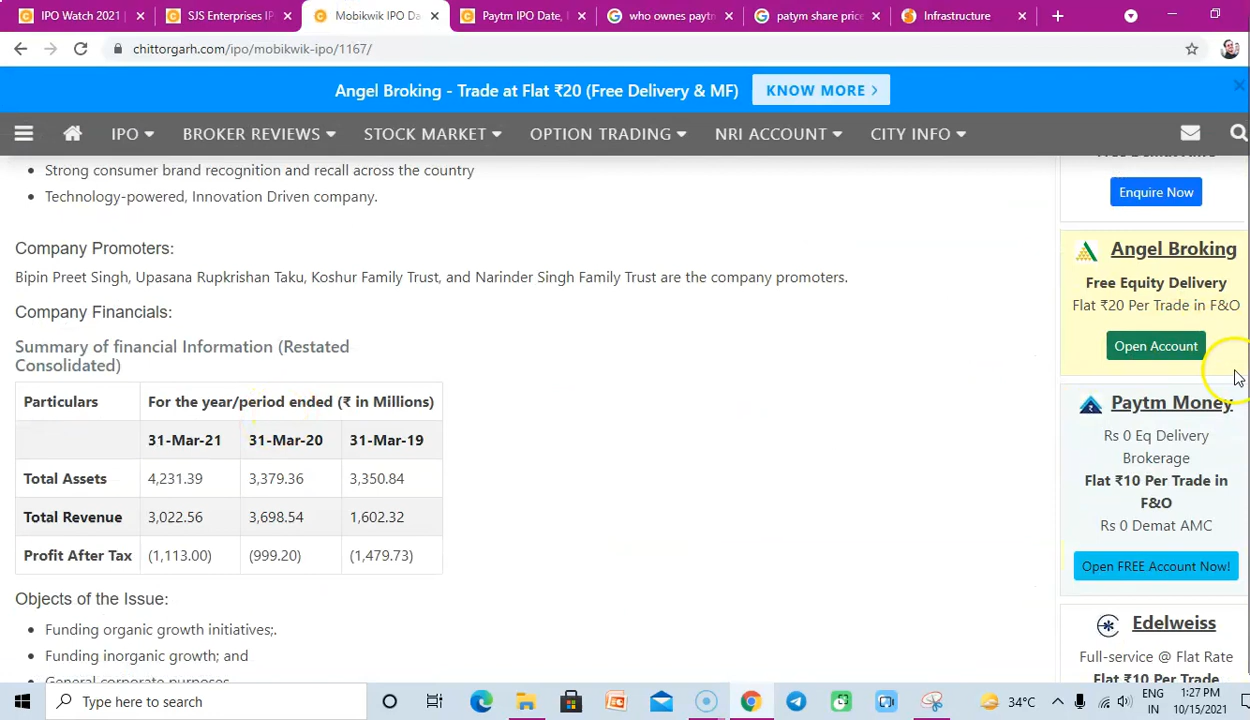 IPO Watch 2021 |
SJS Enterprises IP
Mobikwik IPO Da
Paytm IPO Date,
who ownes paytm
patym share price
Infrastructure
chittorgarh.com/ipo/mobikwik-ipo/1167/
Angel Broking - Trade at Flat ₹20 (Free Delivery & MF)
KNOW MORE >
IPO
BROKER REVIEWS
STOCK MARKET
OPTION TRADING
NRI ACCOUNT
CITY INFO
Strong consumer brand recognition and recall across the country
Technology-powered, Innovation Driven company.
Company Promoters:
Bipin Preet Singh, Upasana Rupkrishan Taku, Koshur Family Trust, and Narinder Singh Family Trust are the company promoters.
Company Financials:
Summary of financial Information (Restated
Consolidated)
Particulars For the year/period ended (₹ in Millions)
31-Mar-21 31-Mar-20 31-Mar-19
Total Assets 4,231.39 3,379.36 3,350.84
Total Revenue 3,022.56 3,698.54 1,602.32
Profit After Tax (1,113.00) (999.20) (1,479.73)
Objects of the Issue:
Funding organic growth initiatives;.
Funding inorganic growth; and
General corporate purposes
Enquire Now
Angel Broking
Free Equity Delivery
Flat ₹20 Per Trade in F&O
Open Account
Paytm Money
Rs 0 Eq Delivery
Brokerage
Flat ₹10 Per Trade in
F&O
Rs 0 Demat AMC
Open FREE Account Now!
Edelweiss
Full-service @ Flat Rate
Flat ₹10 Per Trade
Type here to search
34°C
ENG
IN
1:27 PM
10/15/2021